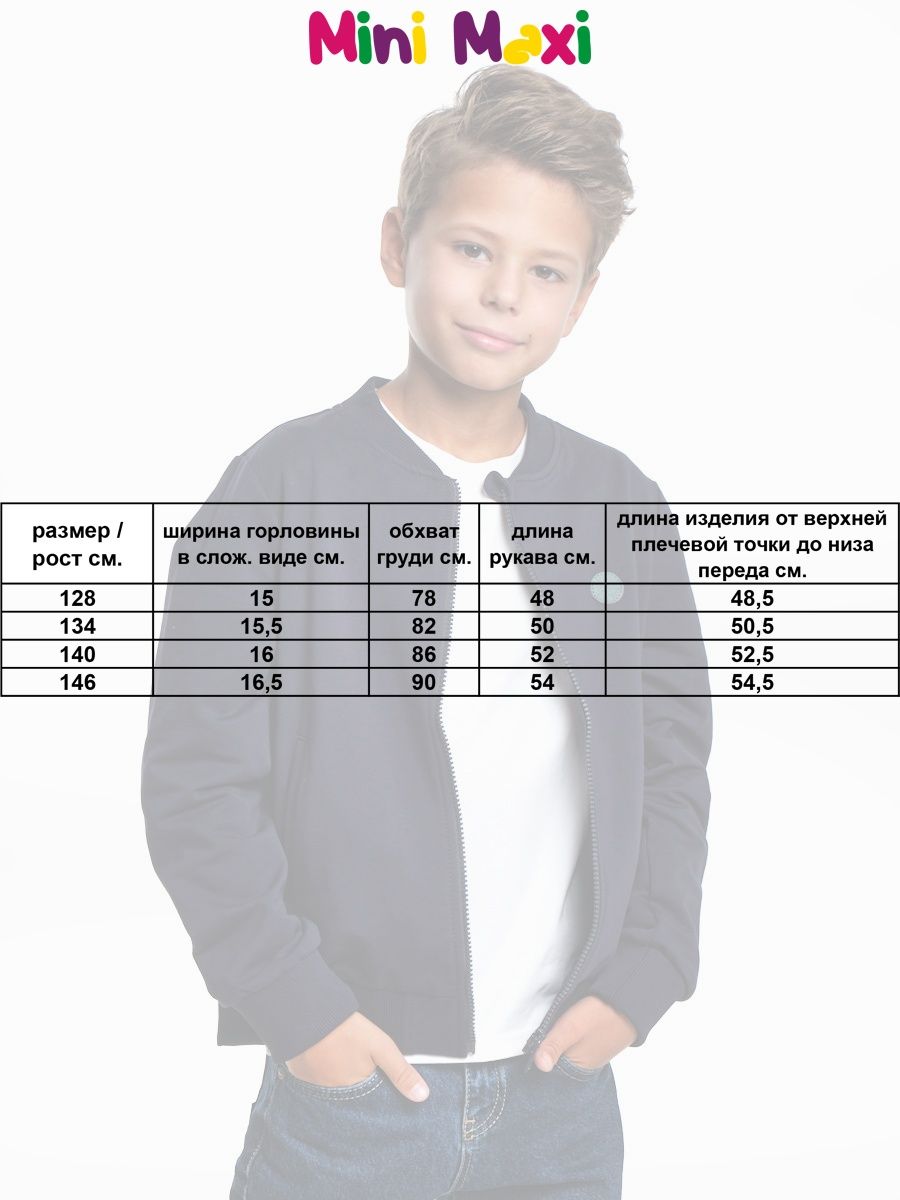 Mini Maxi
размер / рост см. ширина горловины в слож. виде см. обхват груди см. длина рукава см. длина изделия от верхней плечевой точки до низа переда см.
128 15 78 48 48,5
134 15,5 82 50 50,5
140 16 86 52 52,5
146 16,5 90 54 54,5